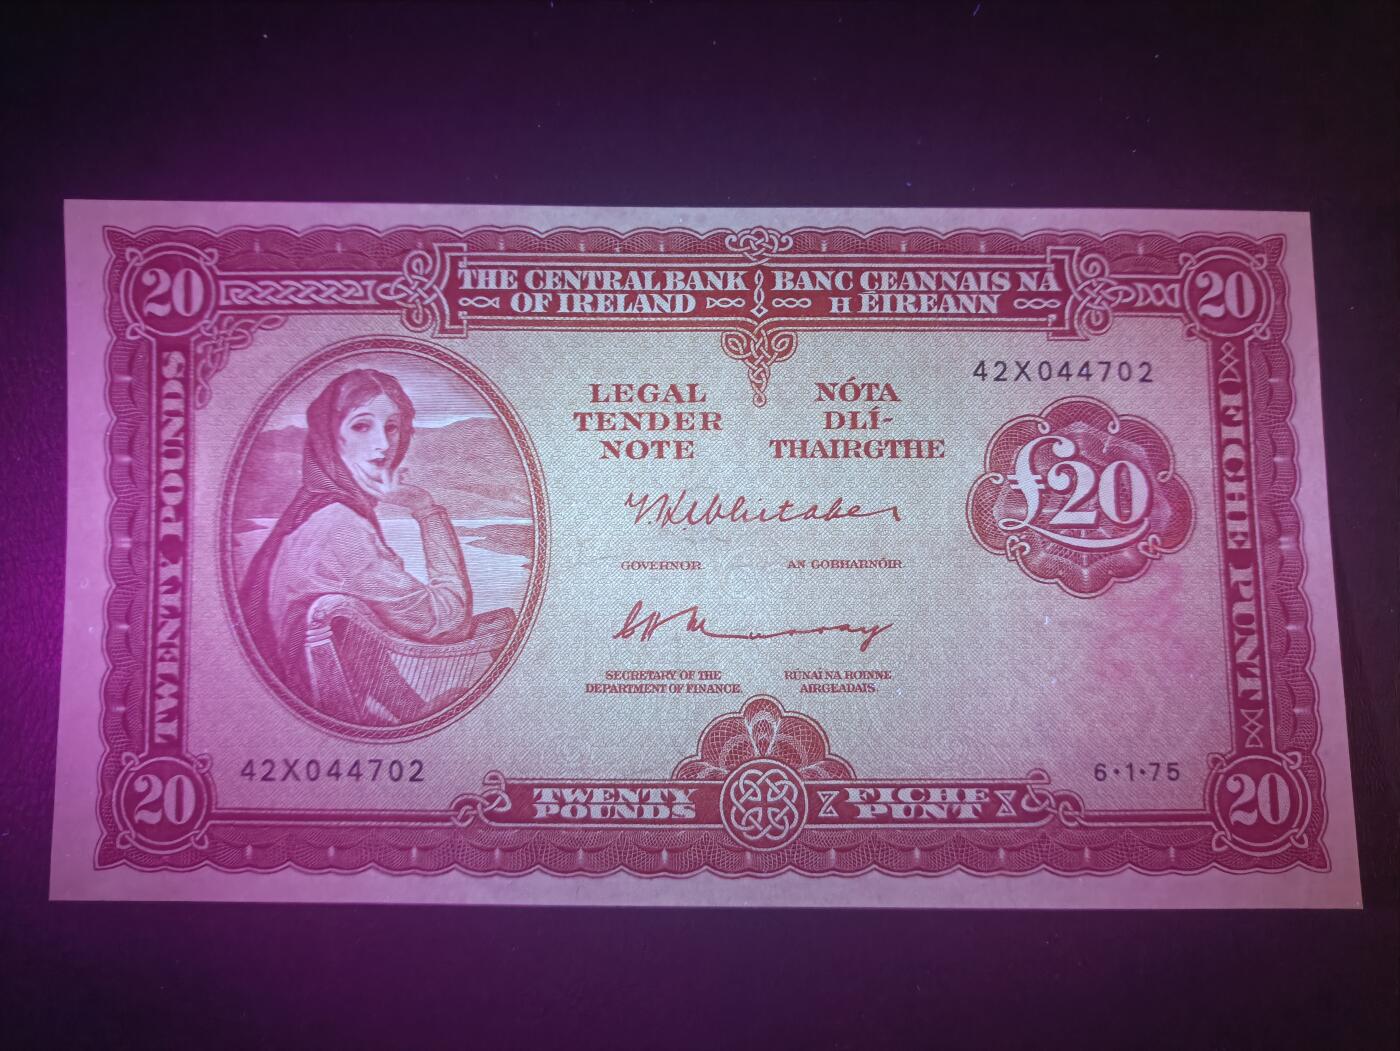 20
20
THE CENTRAL BANK
OF IRELAND
BANC CEANNAIS NA
H ÉIREANN
42X044702
LEGAL
TENDER
NOTE
NÓTA
DLÍ-
THAIRGTHE
£20
T.K. Whitaker
GOVERNOR
AN GOBHARNÓIR
C H Murray
SECRETARY OF THE
DEPARTMENT OF FINANCE.
RÚNAÍ NA ROINNE
AIRGEADAIS.
TWENTY POUNDS
FICHE PUNT
42X044702
6·1·75
20
TWENTY
POUNDS
FICHE
PUNT
20